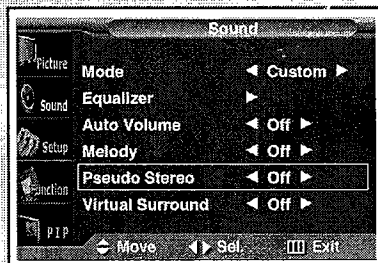 Sound
Picture
Sound
Setup
Function
PIP
Mode ◀ Custom ▶
Equalizer ▶
Auto Volume ◀ Off ▶
Melody ◀ Off ▶
Pseudo Stereo ◀ Off ▶
Virtual Surround ◀ Off ▶
Move Sel. Exit